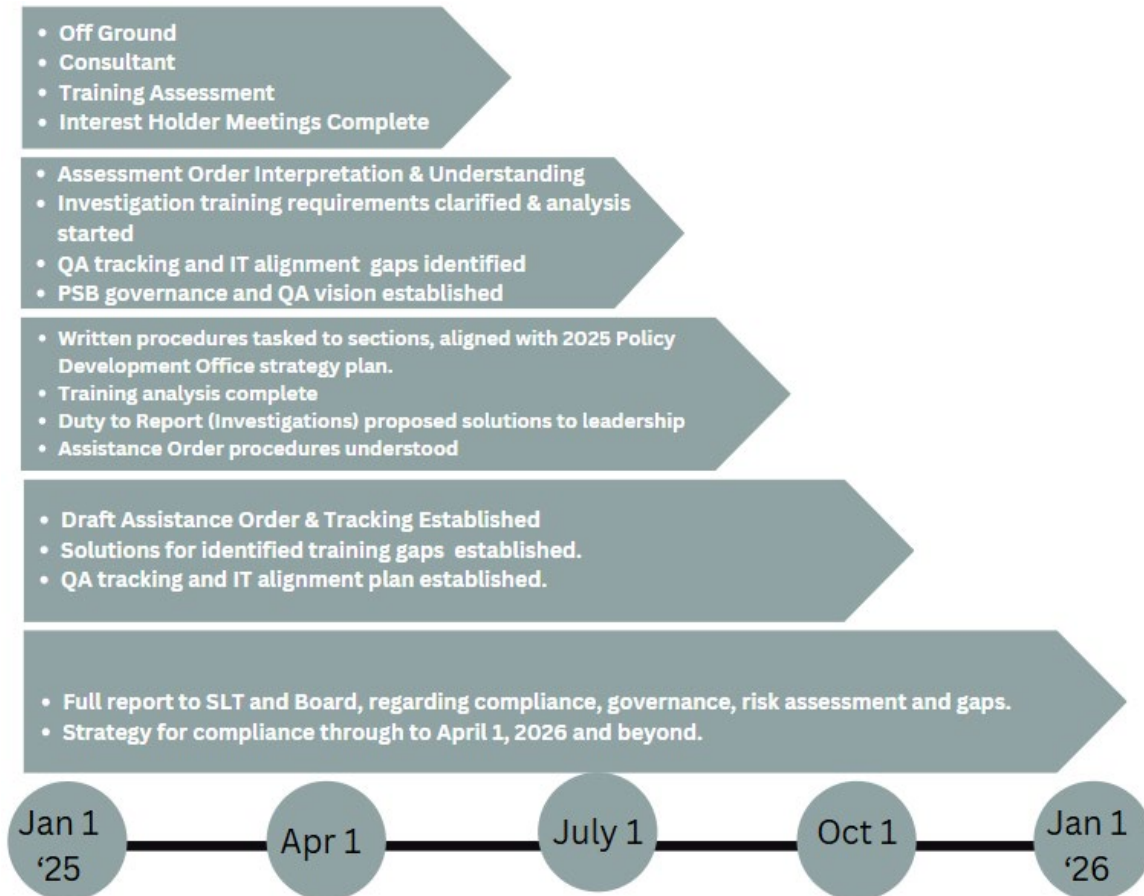 • Off Ground
• Consultant
• Training Assessment
• Interest Holder Meetings Complete
• Assessment Order Interpretation & Understanding
• Investigation training requirements clarified & analysis
started
• QA tracking and IT alignment gaps identified
• PSB governance and QA vision established
• Written procedures tasked to sections, aligned with 2025 Policy
Development Office strategy plan.
• Training analysis complete
• Duty to Report (Investigations) proposed solutions to leadership
• Assistance Order procedures understood
• Draft Assistance Order & Tracking Established
• Solutions for identified training gaps established.
• QA tracking and IT alignment plan established.
• Full report to SLT and Board, regarding compliance, governance, risk assessment and gaps.
• Strategy for compliance through to April 1, 2026 and beyond.
Jan 1
‘25
Apr 1
July 1
Oct 1
Jan 1
‘26